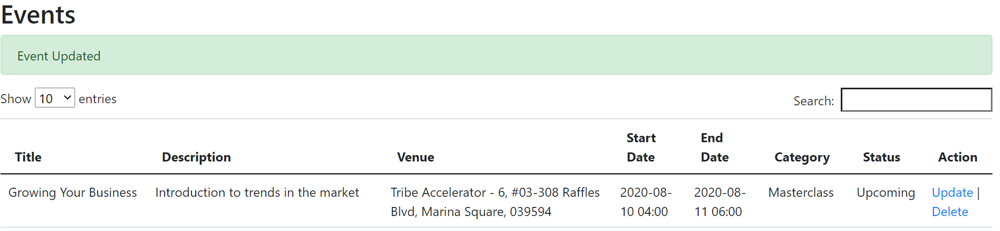 Events
Event Updated
Show 10 entries
Search:
Title Description Venue Start Date End Date Category Status Action
Growing Your Business Introduction to trends in the market Tribe Accelerator - 6, #03-308 Raffles 2020-08- 2020-08- Masterclass Upcoming Update |
Blvd, Marina Square, 039594 10 04:00 11 06:00 Delete